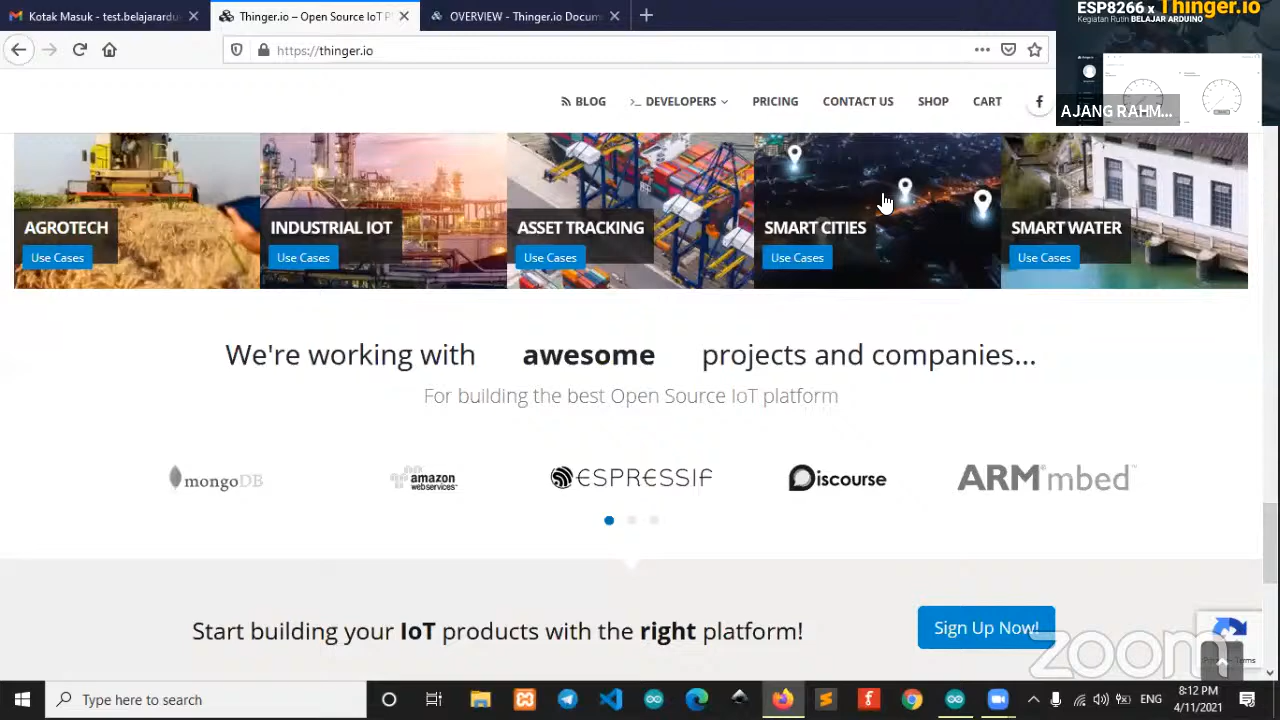 Kotak Masuk - test.belajarardu
Thinger.io – Open Source IoT P
OVERVIEW - Thinger.io Docum
ESP8266 x Thinger.io
Kegiatan Rutin BELAJAR ARDUINO
https://thinger.io
BLOG
>_ DEVELOPERS
PRICING
CONTACT US
SHOP
CART
AJANG RAHM...
AGROTECH
Use Cases
INDUSTRIAL IOT
Use Cases
ASSET TRACKING
Use Cases
SMART CITIES
Use Cases
SMART WATER
Use Cases
We're working with awesome projects and companies...
For building the best Open Source IoT platform
mongoDB
amazon
webservices™
ESPRESSIF
Discourse
ARM®mbed™
Start building your IoT products with the right platform!
Sign Up Now!
zoom
Type here to search
ENG
8:12 PM
4/11/2021